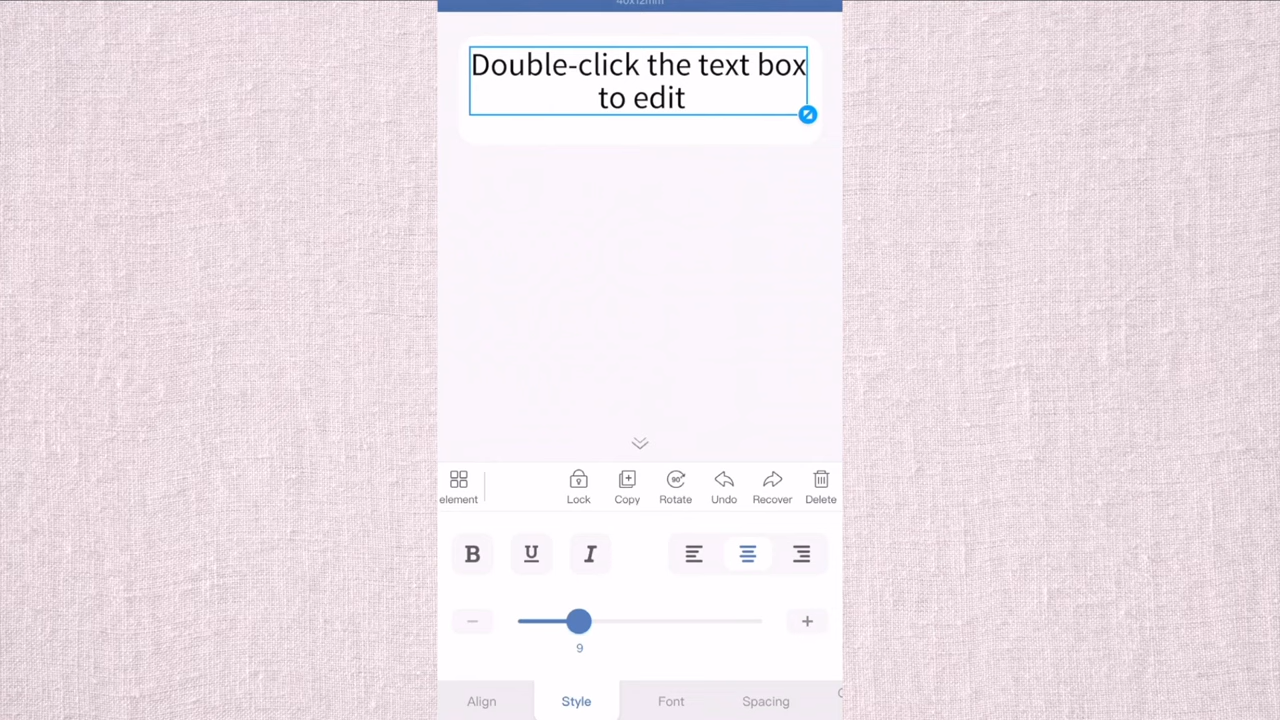 40x12mm
Double-click the text box
to edit
element
Lock
Copy
Rotate
Undo
Recover
Delete
B U I
9
Align
Style
Font
Spacing